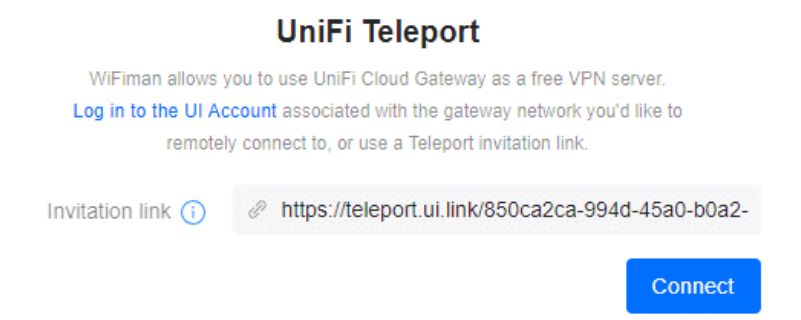 UniFi Teleport
WiFiman allows you to use UniFi Cloud Gateway as a free VPN server.
Log in to the UI Account associated with the gateway network you'd like to
remotely connect to, or use a Teleport invitation link.
Invitation link https://teleport.ui.link/850ca2ca-994d-45a0-b0a2-
Connect